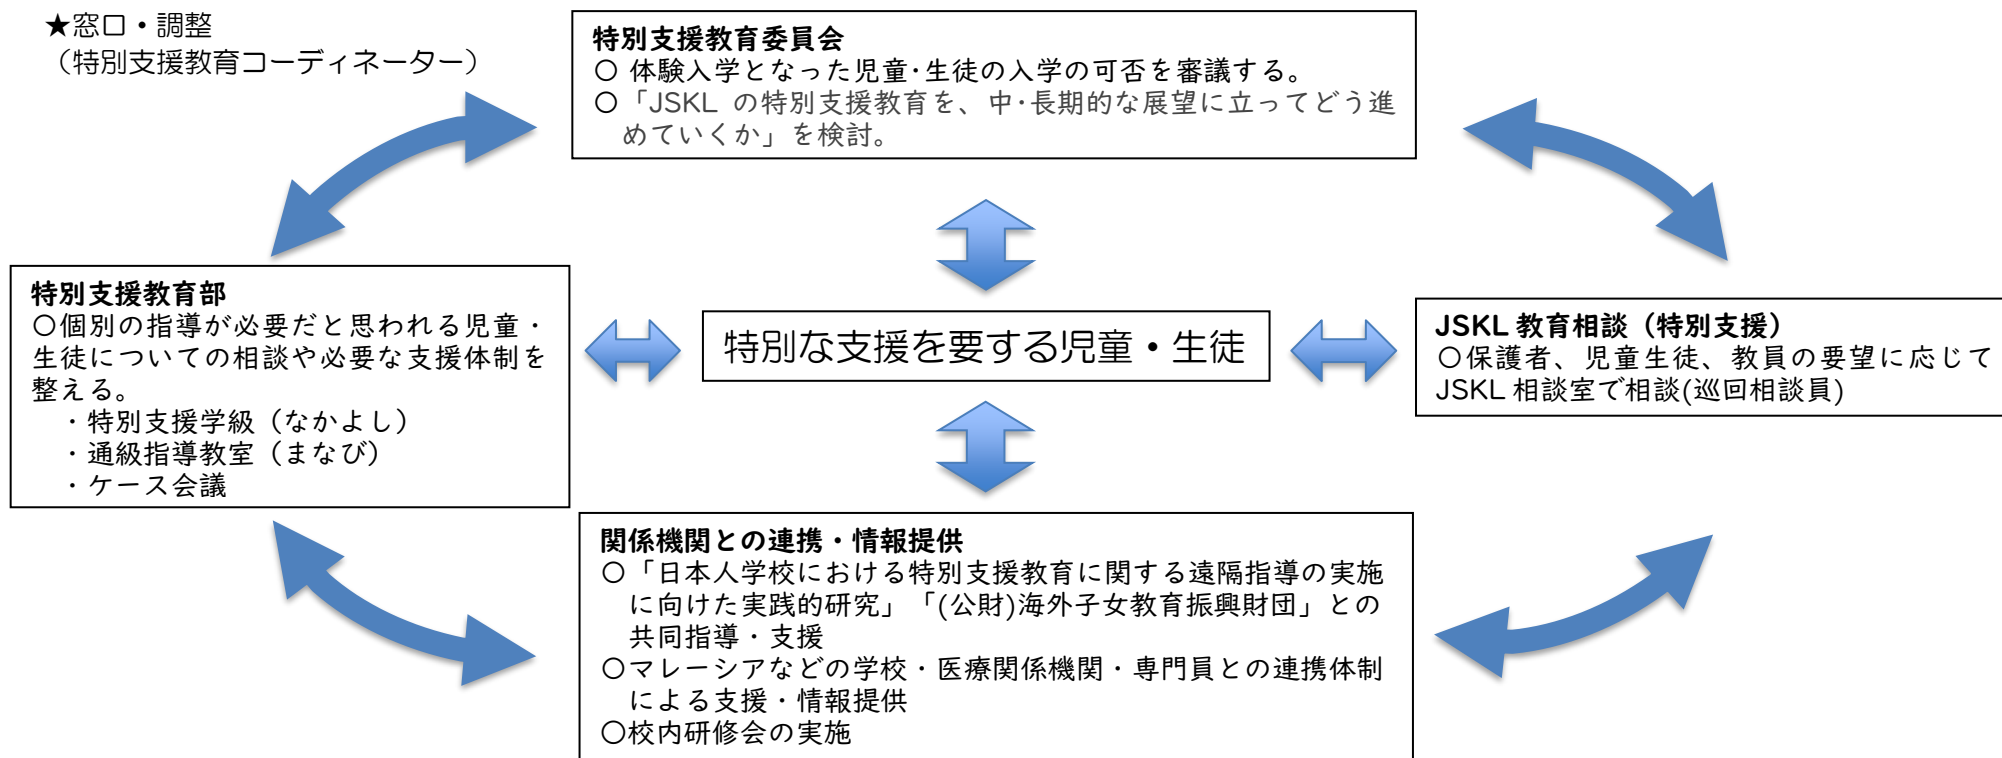 ★窓口・調整
（特別支援教育コーディネーター）
特別支援教育委員会
○ 体験入学となった児童・生徒の入学の可否を審議する。
○「JSKL の特別支援教育を、中・長期的な展望に立ってどう進
めていくか」を検討。
特別支援教育部
○個別の指導が必要だと思われる児童・
生徒についての相談や必要な支援体制を
整える。
・特別支援学級（なかよし）
・通級指導教室（まなび）
・ケース会議
特別な支援を要する児童・生徒
JSKL 教育相談（特別支援）
○保護者、児童生徒、教員の要望に応じて
JSKL 相談室で相談(巡回相談員)
関係機関との連携・情報提供
○「日本人学校における特別支援教育に関する遠隔指導の実施
に向けた実践的研究」「(公財)海外子女教育振興財団」との
共同指導・支援
○マレーシアなどの学校・医療関係機関・専門員との連携体制
による支援・情報提供
○校内研修会の実施